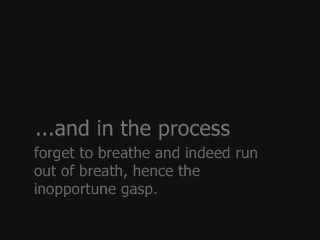 ...and in the process
forget to breathe and indeed run
out of breath, hence the
inopportune gasp.